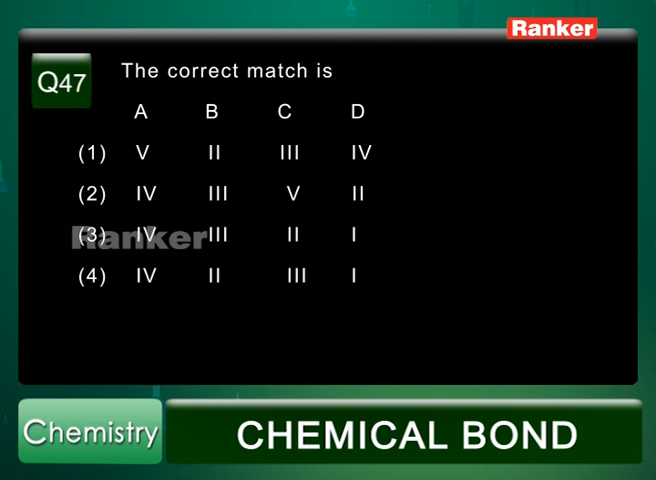 Ranker
Q47 The correct match is
A B C D
(1) V II III IV
(2) IV III V II
(3) IV III II I
Ranker
(4) IV II III I
Chemistry CHEMICAL BOND